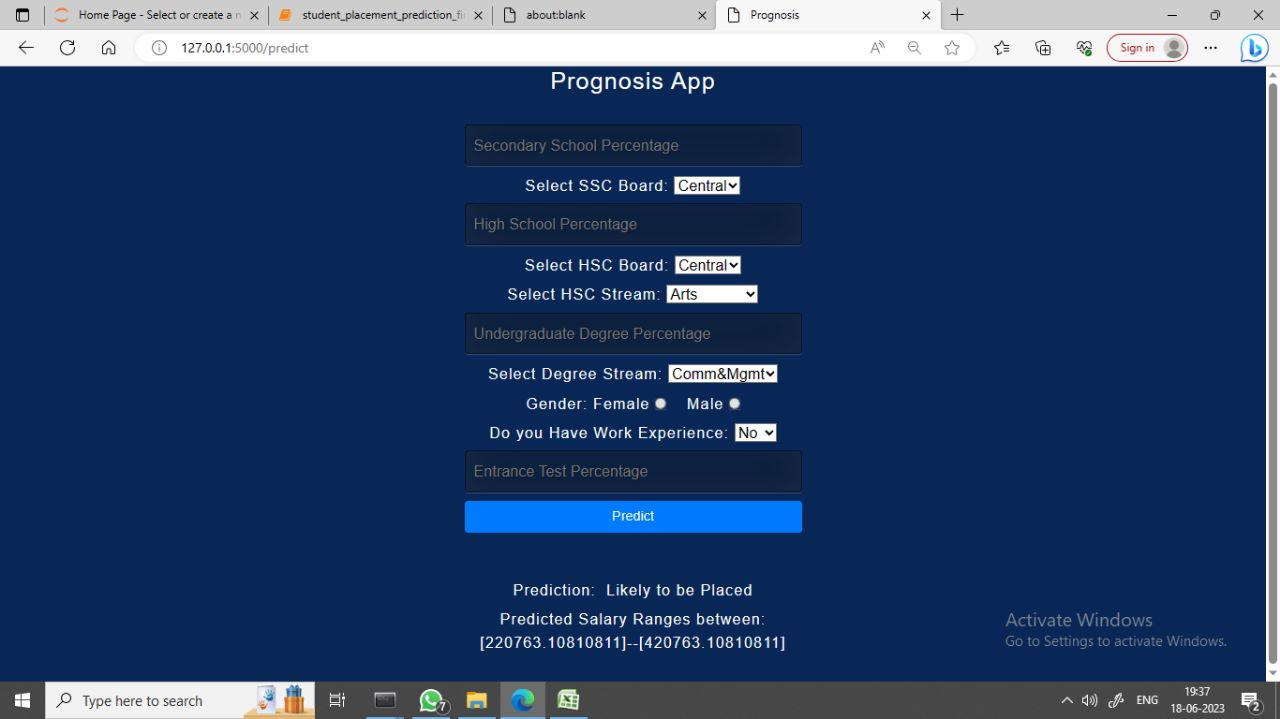 Home Page - Select or create a n
student_placement_prediction_fi
about:blank
Prognosis
127.0.0.1:5000/predict
Sign in
Prognosis App
Secondary School Percentage
Select SSC Board: Central
High School Percentage
Select HSC Board: Central
Select HSC Stream: Arts
Undergraduate Degree Percentage
Select Degree Stream: Comm&Mgmt
Gender: Female Male
Do you Have Work Experience: No
Entrance Test Percentage
Predict
Prediction: Likely to be Placed
Predicted Salary Ranges between:
[220763.10810811]--[420763.10810811]
Activate Windows
Go to Settings to activate Windows.
Type here to search
7
ENG
19:37
18-06-2023
2